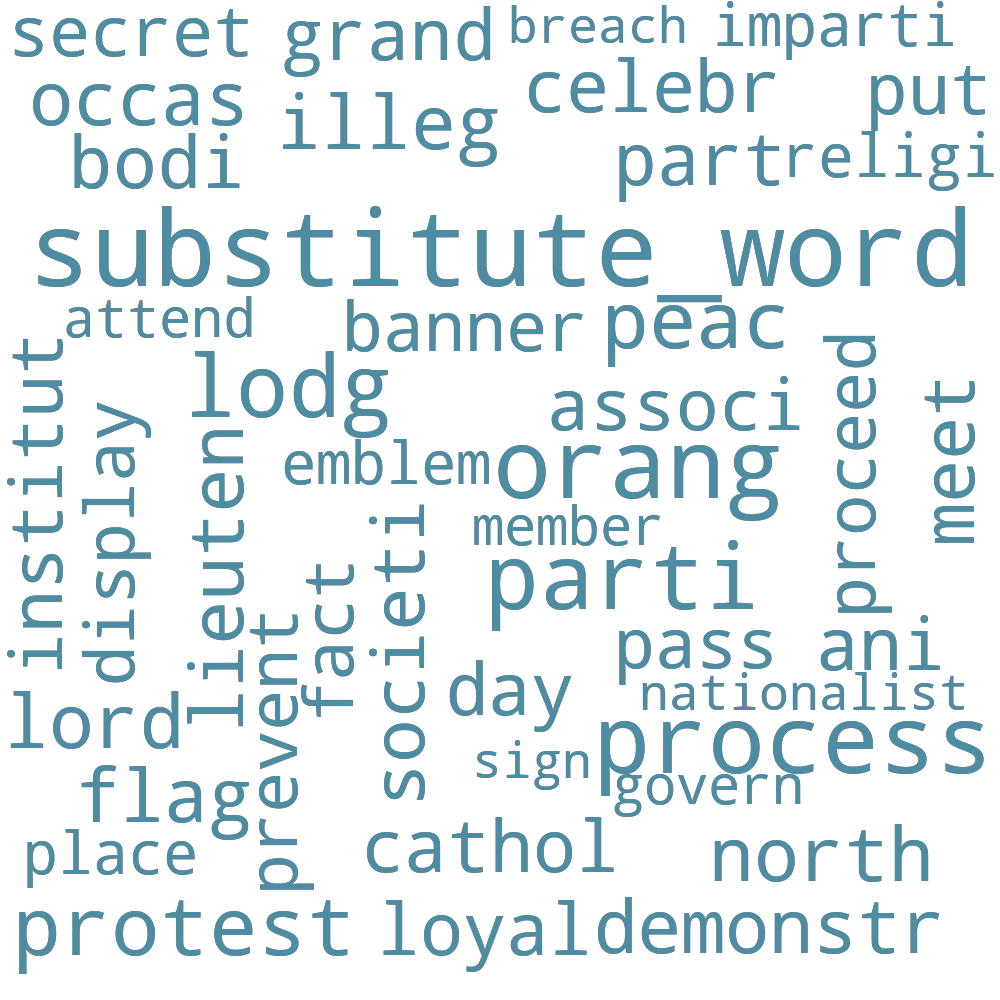 secret grand breach imparti
occas illeg celebr put
bodi part religi
substitute_word
attend banner peac
institut display lodg associ proceed meet
lieuten emblem orang
member
societi parti
fact
prevent pass ani
lord day nationalist
process
flag sign govern
place cathol north
protest loyal demonstr